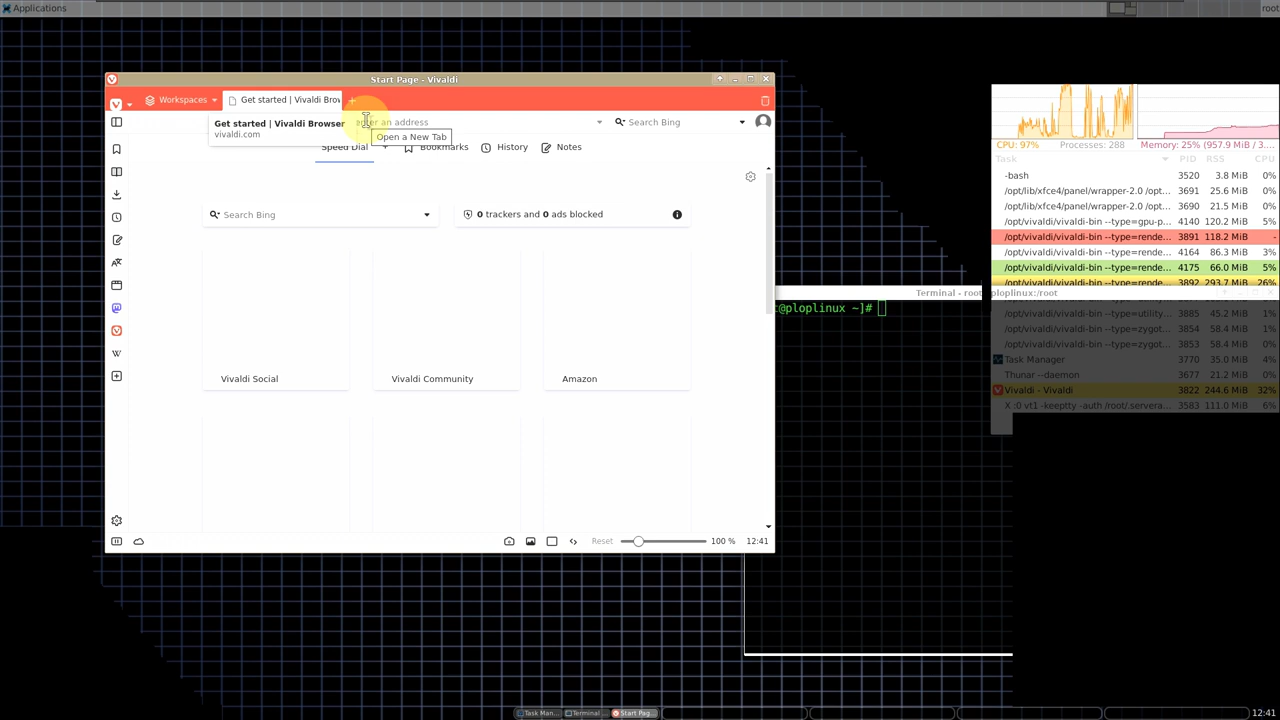 Applications
root
Start Page - Vivaldi
Workspaces
Get started | Vivaldi Brow
Get started | Vivaldi Browser
vivaldi.com
an address
Search Bing
Open a New Tab
Speed Dial
Bookmarks
History
Notes
Search Bing
0 trackers and 0 ads blocked
Vivaldi Social
Vivaldi Community
Amazon
Reset
100 %
12:41
CPU: 97%
Processes: 288
Memory: 25% (957.9 MiB / 3....
Task PID RSS CPU
-bash 3520 3.8 MiB 0%
/opt/lib/xfce4/panel/wrapper-2.0 /opt... 3691 25.6 MiB 0%
/opt/lib/xfce4/panel/wrapper-2.0 /opt... 3690 21.5 MiB 0%
/opt/vivaldi/vivaldi-bin --type=gpu-p... 4140 120.2 MiB 5%
/opt/vivaldi/vivaldi-bin --type=rende... 3891 118.2 MiB -
/opt/vivaldi/vivaldi-bin --type=rende... 4164 86.3 MiB 3%
/opt/vivaldi/vivaldi-bin --type=rende... 4175 66.0 MiB 5%
/opt/vivaldi/vivaldi-bin --type=rende... 3892 293.7 MiB 26%
Terminal - root@ploplinux:/root
@ploplinux ~]#
/opt/vivaldi/vivaldi-bin --type=utility... 3885 45.2 MiB 1%
/opt/vivaldi/vivaldi-bin --type=zygot... 3854 58.4 MiB 0%
/opt/vivaldi/vivaldi-bin --type=zygot... 3853 58.4 MiB 0%
Task Manager 3770 35.0 MiB 4%
Thunar --daemon 3677 21.2 MiB 0%
Vivaldi - Vivaldi 3822 244.6 MiB 32%
X :0 vt1 -keeptty -auth /root/.servera... 3583 111.0 MiB 6%
Task Man...
Terminal
Start Pag...
12:41